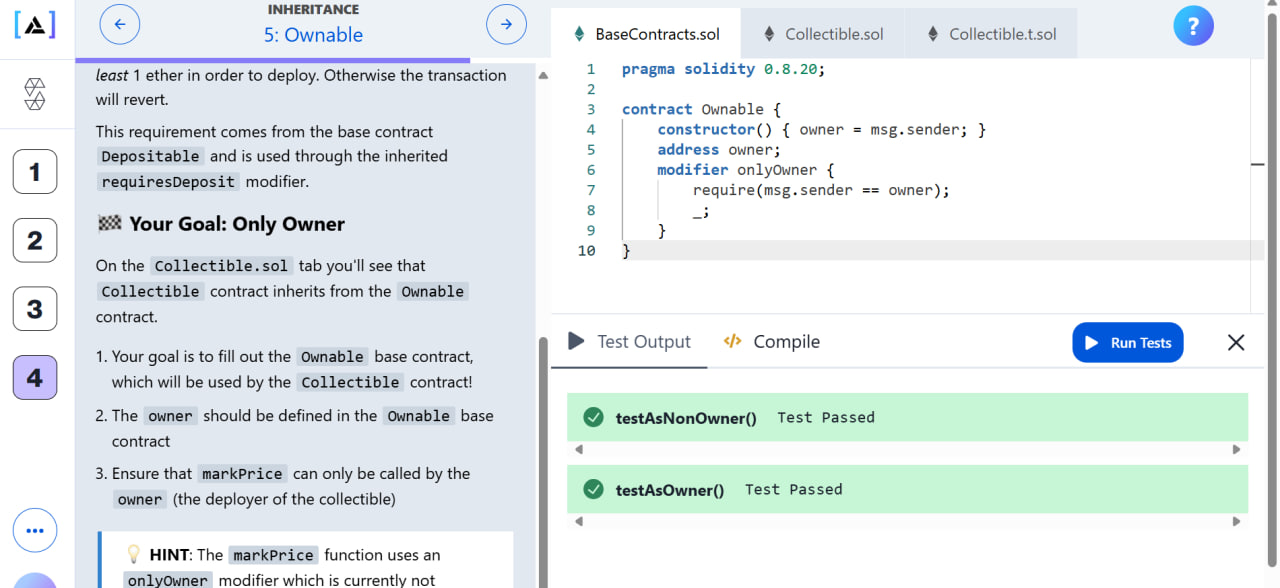 INHERITANCE
5: Ownable
least 1 ether in order to deploy. Otherwise the transaction
will revert.
This requirement comes from the base contract
Depositable and is used through the inherited
requiresDeposit modifier.
Your Goal: Only Owner
On the Collectible.sol tab you'll see that
Collectible contract inherits from the Ownable
contract.
1. Your goal is to fill out the Ownable base contract,
which will be used by the Collectible contract!
2. The owner should be defined in the Ownable base
contract
3. Ensure that markPrice can only be called by the
owner (the deployer of the collectible)
HINT: The markPrice function uses an
onlyOwner modifier which is currently not
1
2
3
4
BaseContracts.sol
Collectible.sol
Collectible.t.sol
?
1 pragma solidity 0.8.20;
2
3 contract Ownable {
4 constructor() { owner = msg.sender; }
5 address owner;
6 modifier onlyOwner {
7 require(msg.sender == owner);
8 _;
9 }
10 }
Test Output
Compile
Run Tests
testAsNonOwner() Test Passed
testAsOwner() Test Passed